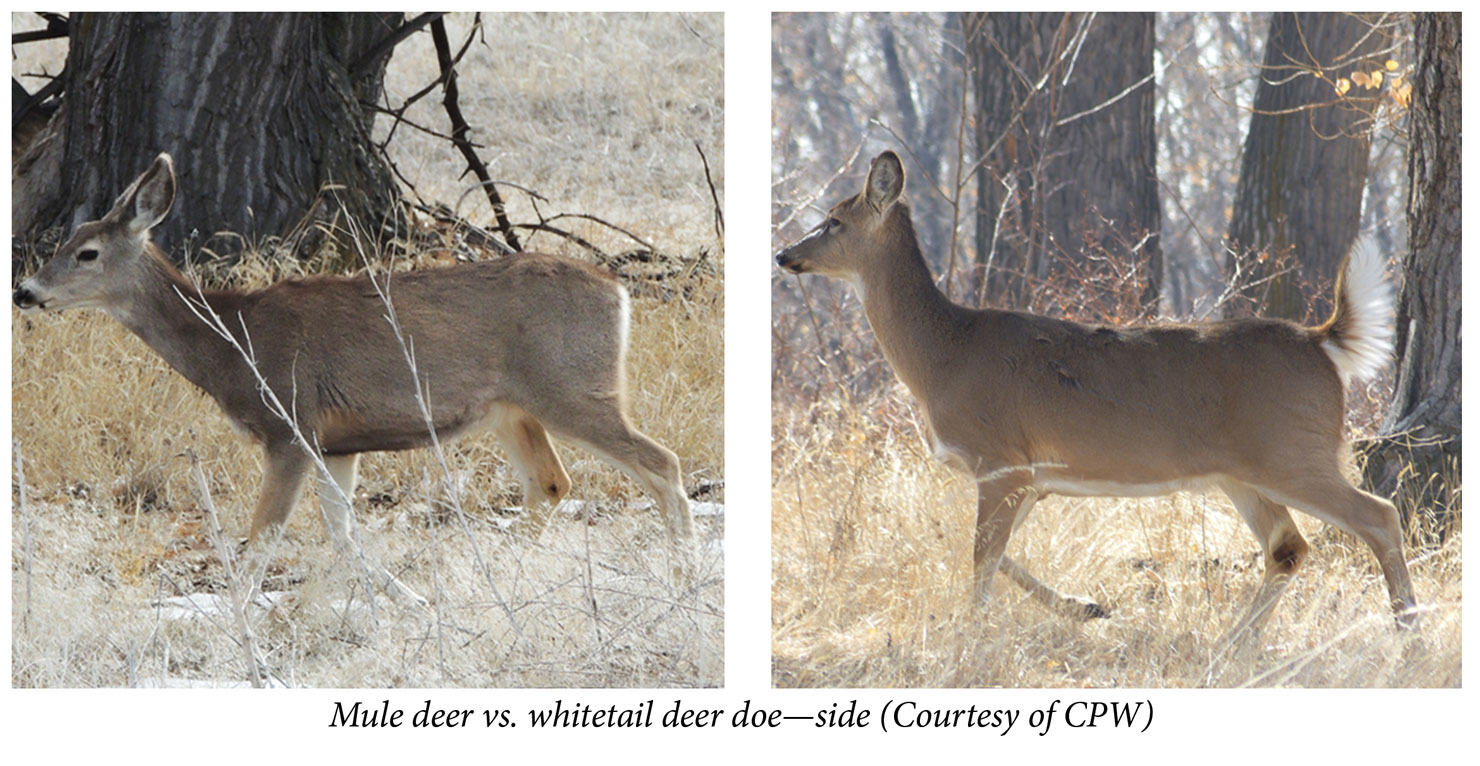 Mule deer vs. whitetail deer doe—side (Courtesy of CPW)